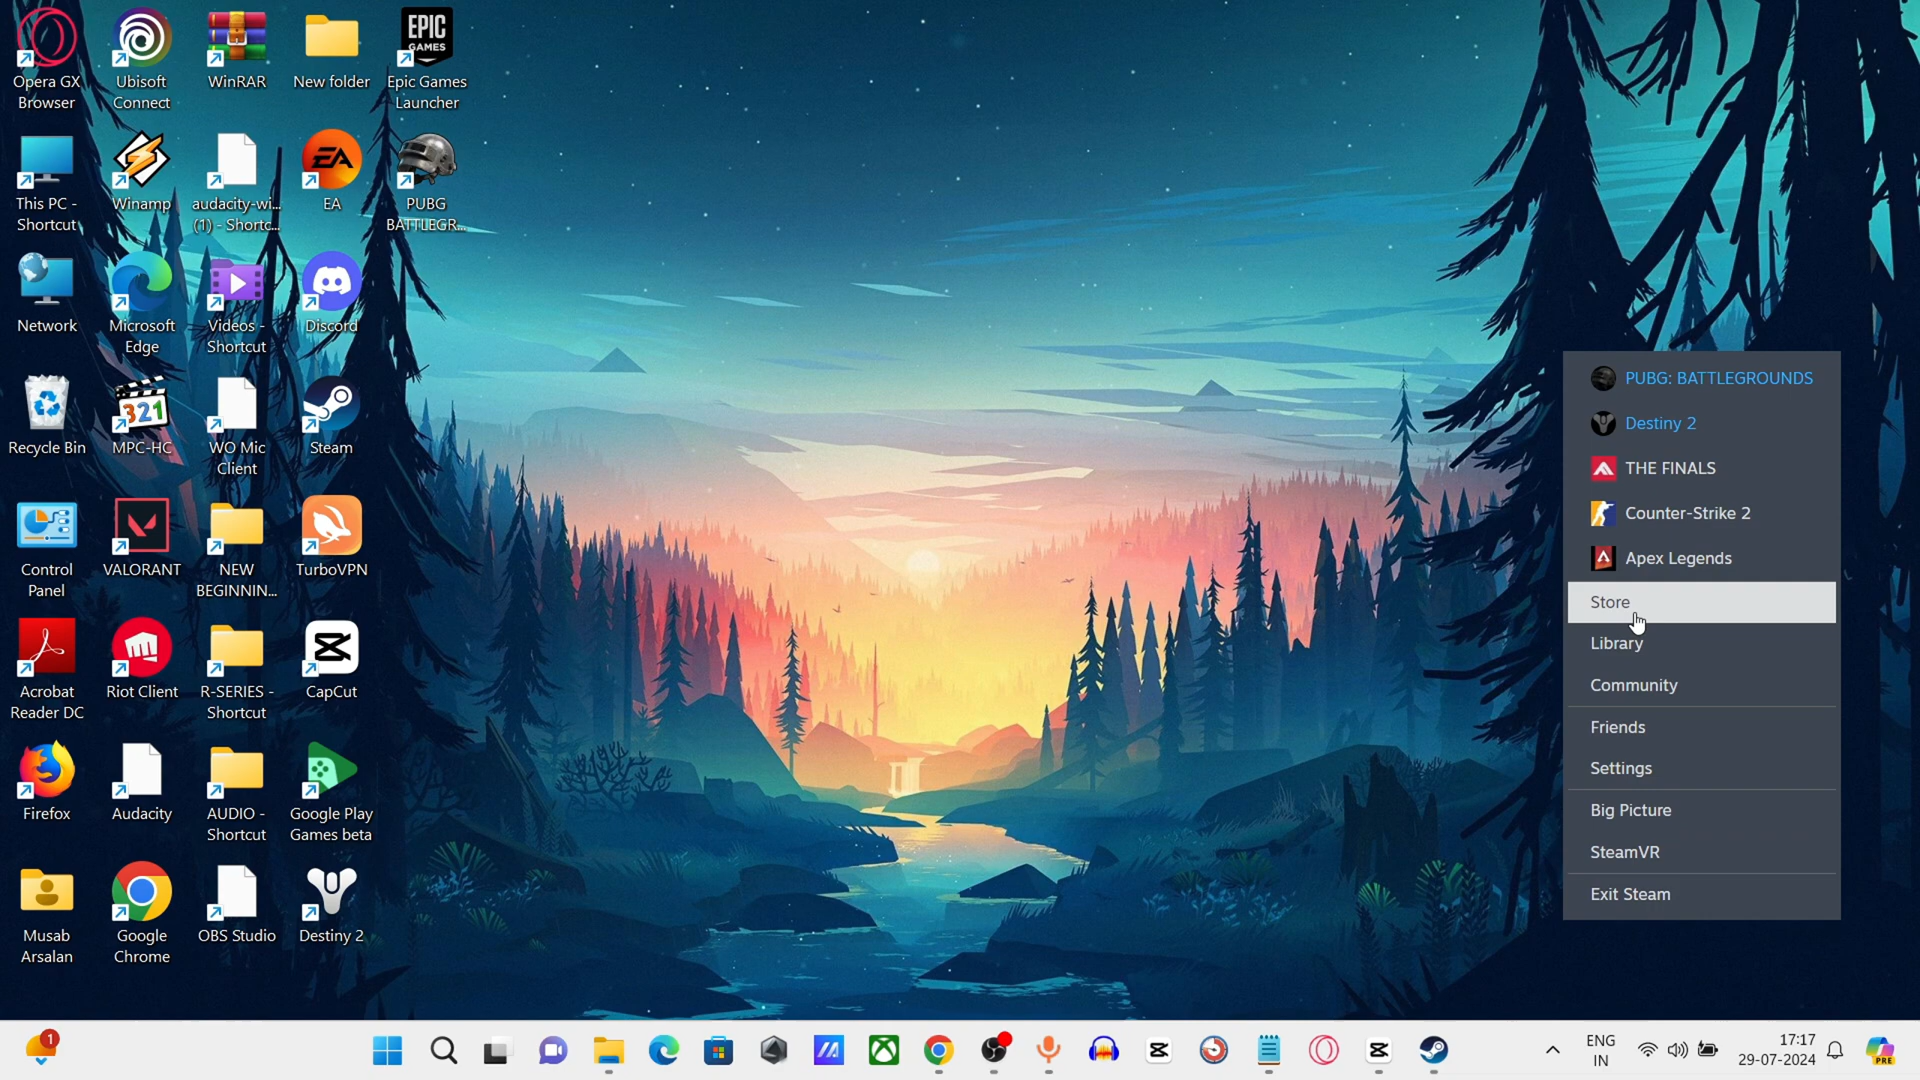 Opera GX
Browser
Ubisoft
Connect
WinRAR
New folder
EPIC
GAMES
Epic Games
Launcher
This PC -
Shortcut
Winamp
audacity-wi...
(1) - Shortc...
EA
EA
PUBG
BATTLEGR...
Network
Microsoft
Edge
Videos -
Shortcut
Discord
Recycle Bin
321
MPC-HC
WO Mic
Client
Steam
Control
Panel
VALORANT
NEW
BEGINNIN...
TurboVPN
Acrobat
Reader DC
Riot Client
R-SERIES -
Shortcut
CapCut
Firefox
Audacity
AUDIO -
Shortcut
Google Play
Games beta
Musab
Arsalan
Google
Chrome
OBS Studio
Destiny 2
PUBG: BATTLEGROUNDS
Destiny 2
THE FINALS
Counter-Strike 2
Apex Legends
Store
Library
Community
Friends
Settings
Big Picture
SteamVR
Exit Steam
1
ENG
IN
17:17
29-07-2024
PRE